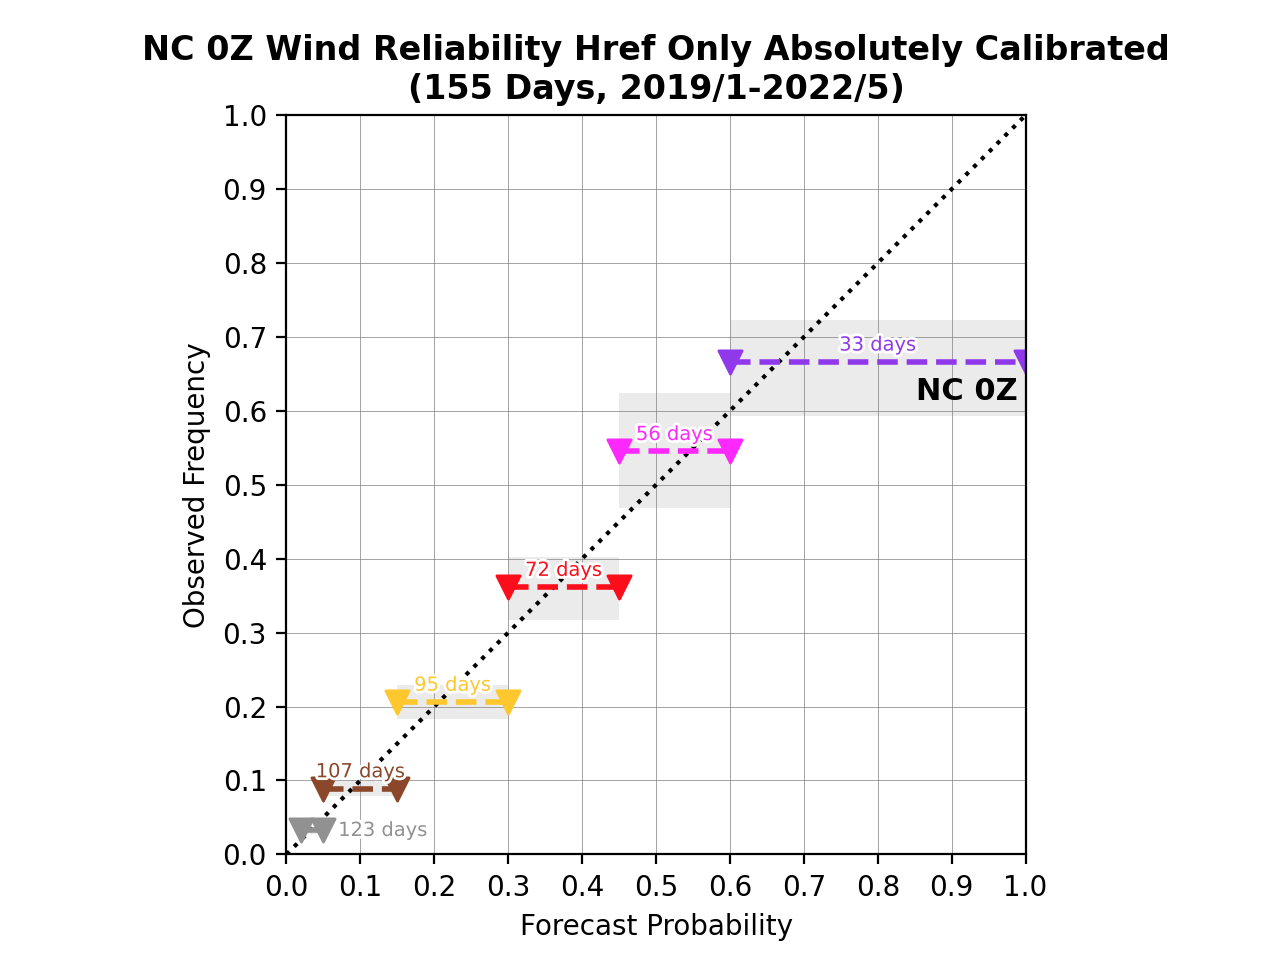 NC 0Z Wind Reliability Href Only Absolutely Calibrated
(155 Days, 2019/1-2022/5)
1.0
0.9
0.8
0.7
0.6
0.5
0.4
0.3
0.2
0.1
0.0
Observed Frequency
33 days
NC 0Z
56 days
72 days
95 days
107 days
123 days
0.0 0.1 0.2 0.3 0.4 0.5 0.6 0.7 0.8 0.9 1.0
Forecast Probability